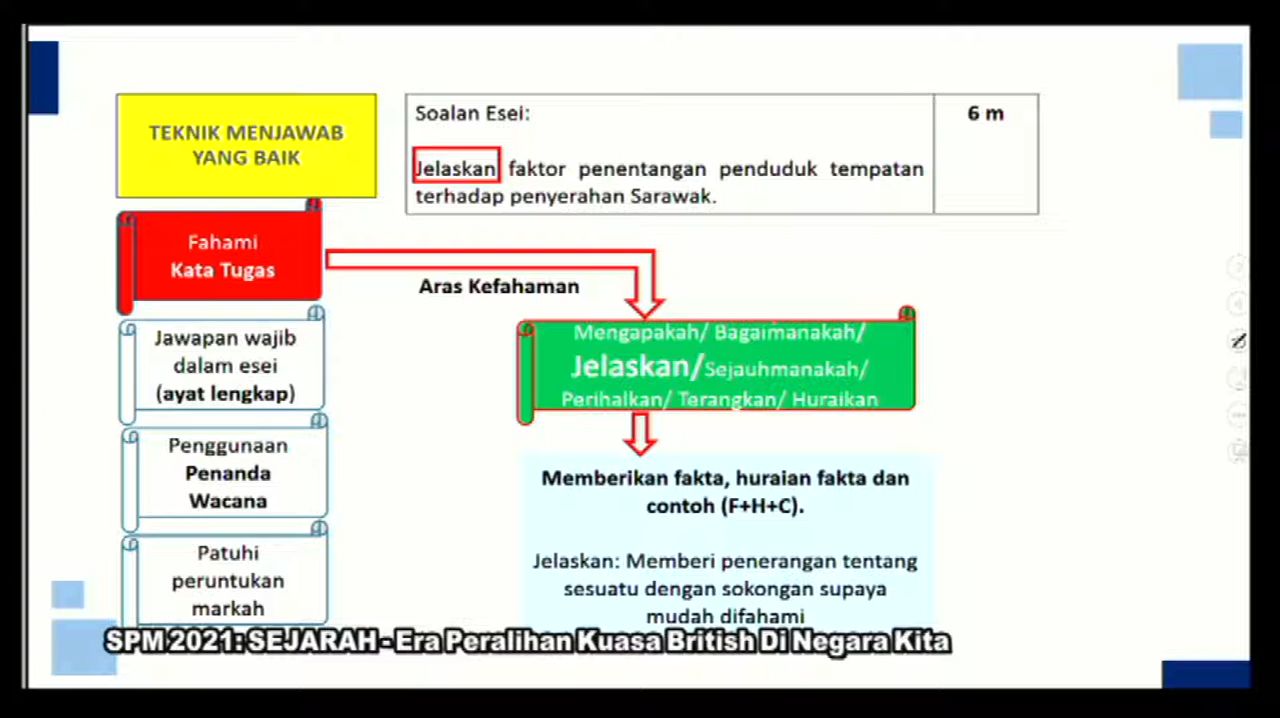 TEKNIK MENJAWAB
YANG BAIK
Soalan Esei:
6 m
Jelaskan faktor penentangan penduduk tempatan
terhadap penyerahan Sarawak.
Fahami
Kata Tugas
Aras Kefahaman
Jawapan wajib
dalam esei
(ayat lengkap)
Mengapakah/ Bagaimanakah/
Jelaskan/Sejauhmanakah/
Perihalkan/ Terangkan/ Huraikan
Penggunaan
Penanda
Wacana
Memberikan fakta, huraian fakta dan
contoh (F+H+C).
Jelaskan: Memberi penerangan tentang
sesuatu dengan sokongan supaya
mudah difahami
Patuhi
peruntukan
markah
SPM 2021: SEJARAH - Era Peralihan Kuasa British Di Negara Kita